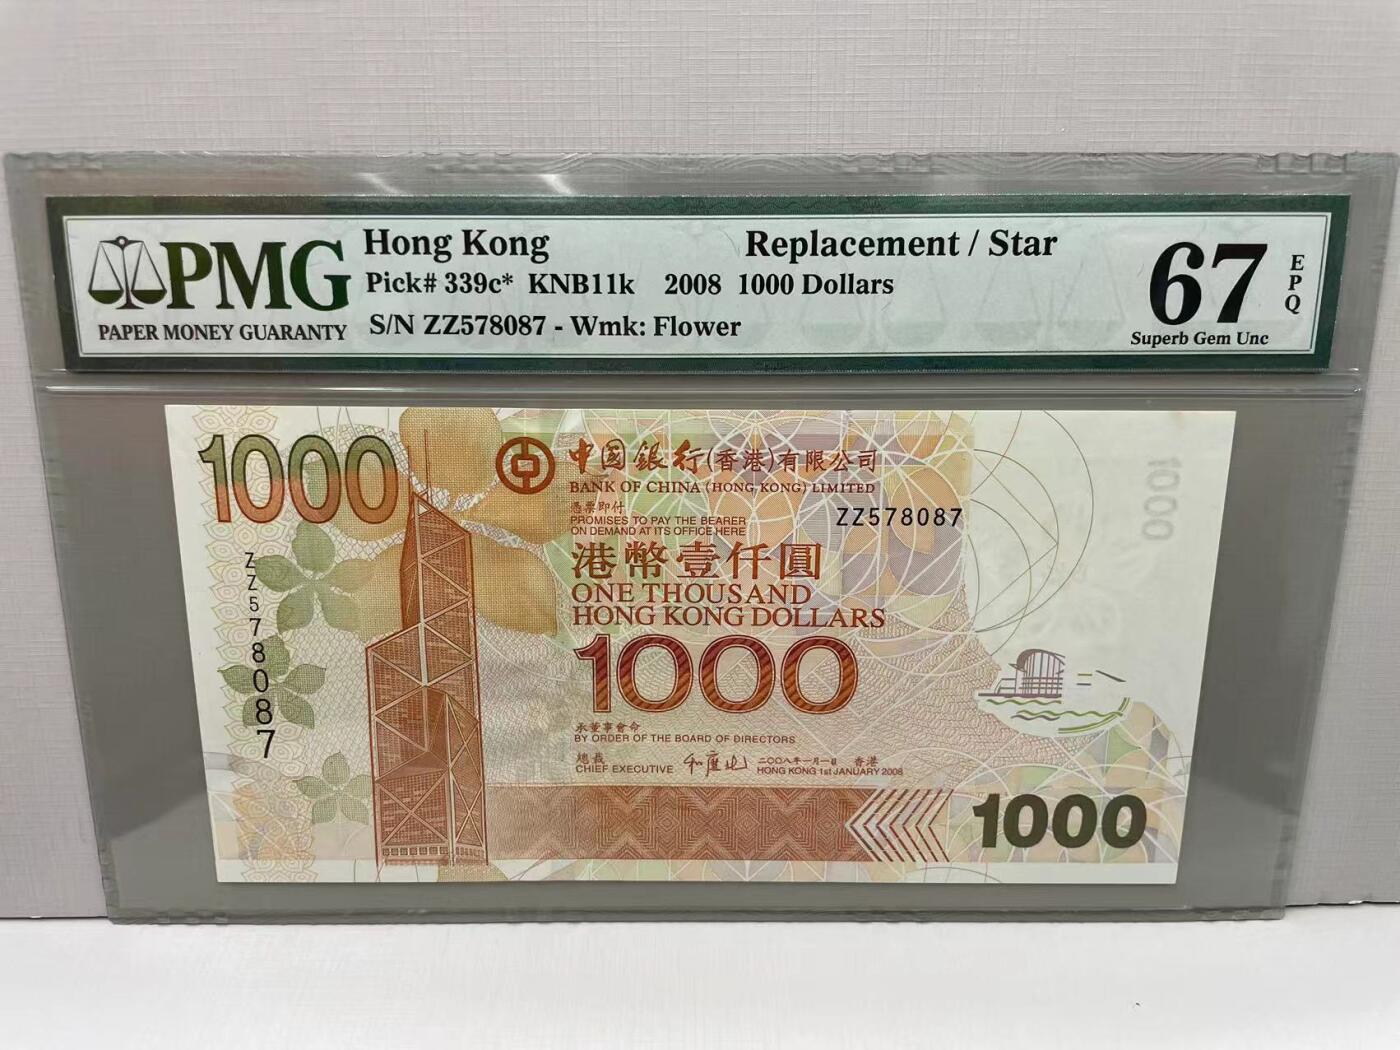 PMG
PAPER MONEY GUARANTY
Hong Kong
Replacement / Star
Pick# 339c* KNB11k 2008 1000 Dollars
S/N ZZ578087 - Wmk: Flower
67
EPQ
Superb Gem Unc
1000
中國銀行(香港)有限公司
BANK OF CHINA (HONG KONG) LIMITED
憑票即付
PROMISES TO PAY THE BEARER
ON DEMAND AT ITS OFFICE HERE
ZZ578087
1000
港幣壹仟圓
ONE THOUSAND
HONG KONG DOLLARS
1000
ZZ578087
承董事會命
BY ORDER OF THE BOARD OF DIRECTORS
總裁
CHIEF EXECUTIVE
二〇〇八年一月一日 香港
HONG KONG 1st JANUARY 2008
1000